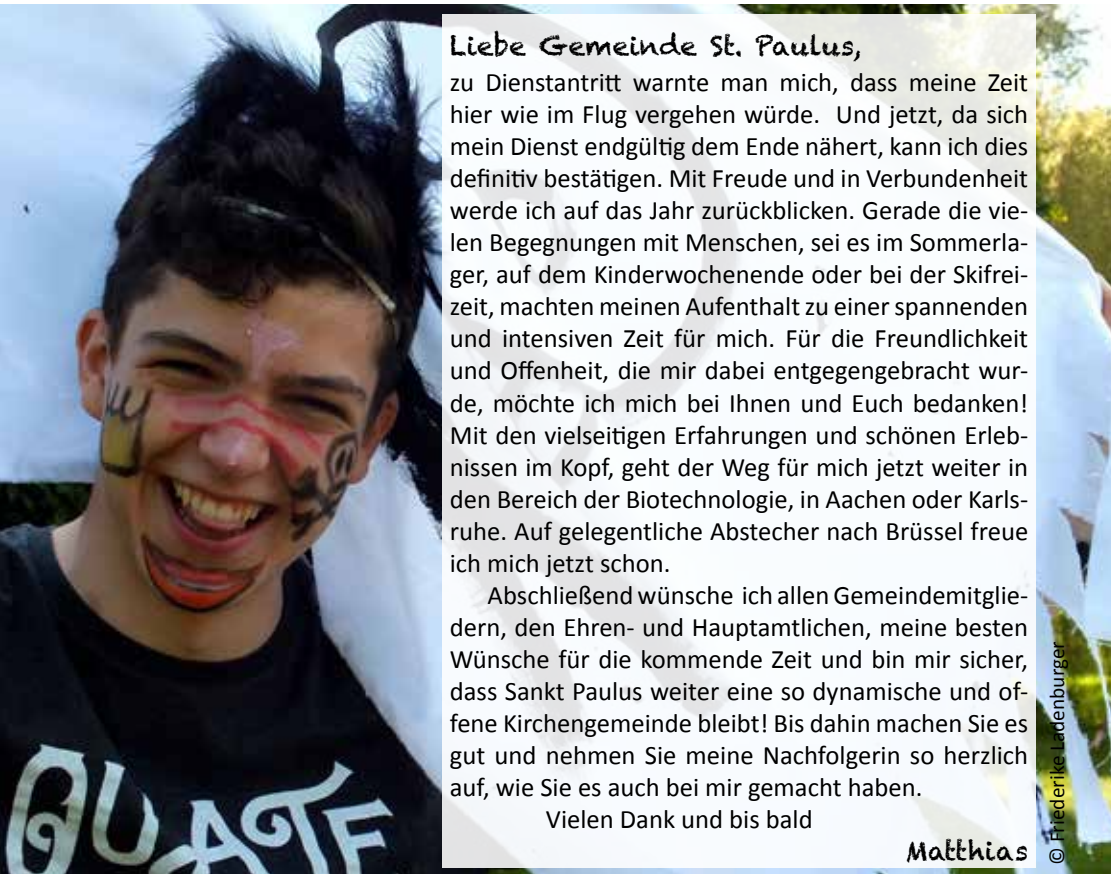 Liebe Gemeinde St. Paulus,
zu Dienstantritt warnte man mich, dass meine Zeit
hier wie im Flug vergehen würde. Und jetzt, da sich
mein Dienst endgültig dem Ende nähert, kann ich dies
definitiv bestätigen. Mit Freude und in Verbundenheit
werde ich auf das Jahr zurückblicken. Gerade die vie-
len Begegnungen mit Menschen, sei es im Sommerla-
ger, auf dem Kinderwochenende oder bei der Skifrei-
zeit, machten meinen Aufenthalt zu einer spannenden
und intensiven Zeit für mich. Für die Freundlichkeit
und Offenheit, die mir dabei entgegengebracht wur-
de, möchte ich mich bei Ihnen und Euch bedanken!
Mit den vielseitigen Erfahrungen und schönen Erleb-
nissen im Kopf, geht der Weg für mich jetzt weiter in
den Bereich der Biotechnologie, in Aachen oder Karls-
ruhe. Auf gelegentliche Abstecher nach Brüssel freue
ich mich jetzt schon.
Abschließend wünsche ich allen Gemeindemitglie-
dern, den Ehren- und Hauptamtlichen, meine besten
Wünsche für die kommende Zeit und bin mir sicher,
dass Sankt Paulus weiter eine so dynamische und of-
fene Kirchengemeinde bleibt! Bis dahin machen Sie es
gut und nehmen Sie meine Nachfolgerin so herzlich
auf, wie Sie es auch bei mir gemacht haben.
Vielen Dank und bis bald
Matthias
© Friederike Ladenburger
QUATE